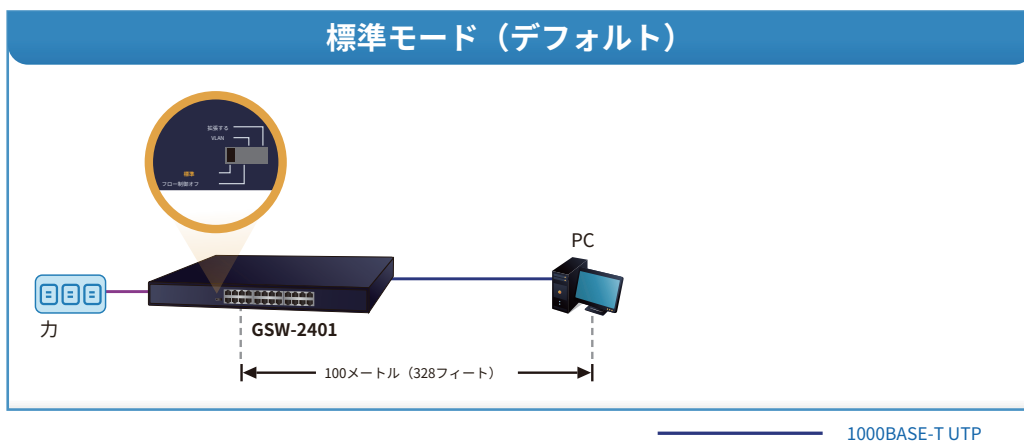 標準モード（デフォルト）
拡張する
VLAN
標準
フロー制御オフ
PC
力
GSW-2401
100メートル（328フィート）
1000BASE-T UTP